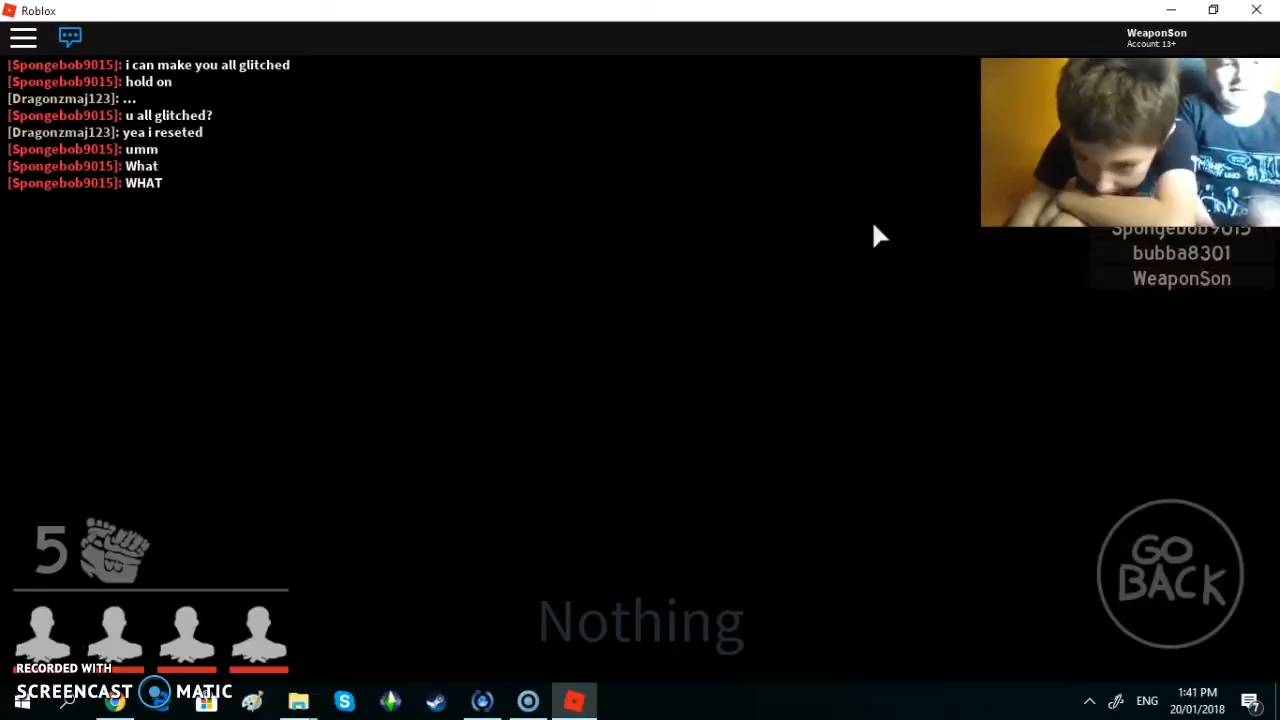 Roblox
WeaponSon
Account: 13+
[Spongebob9015]: i can make you all glitched
[Spongebob9015]: hold on
[Dragonzmaj123]: ...
[Spongebob9015]: u all glitched?
[Dragonzmaj123]: yea i reseted
[Spongebob9015]: umm
[Spongebob9015]: What
[Spongebob9015]: WHAT
Spongebob9015
bubba8301
WeaponSon
5
GO
BACK
Nothing
RECORDED WITH
SCREENCAST MATIC
ENG
1:41 PM
20/01/2018
7